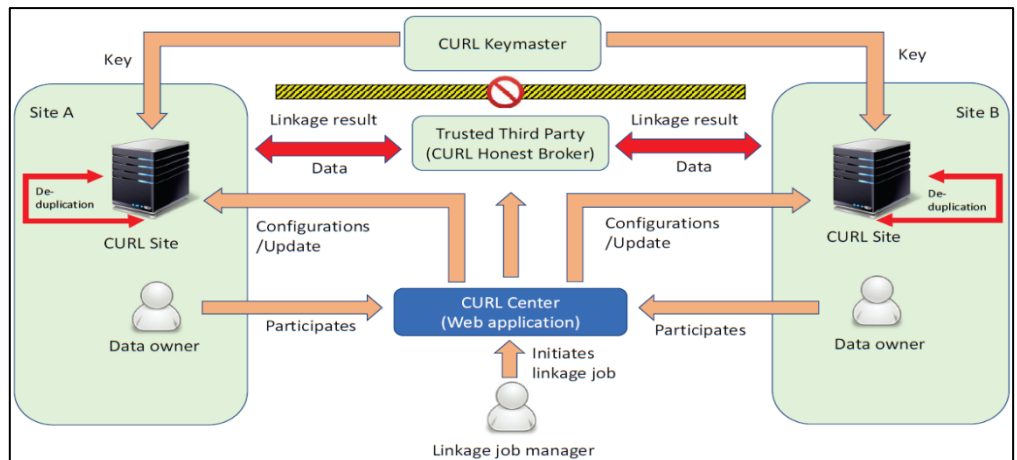 CURL Keymaster
Key
Key
Site A
Site B
Linkage result
Linkage result
Trusted Third Party
(CURL Honest Broker)
Data
Data
De-
duplication
De-
duplication
CURL Site
CURL Site
Configurations
/Update
Configurations
/Update
CURL Center
(Web application)
Participates
Participates
Data owner
Data owner
Initiates
linkage job
Linkage job manager